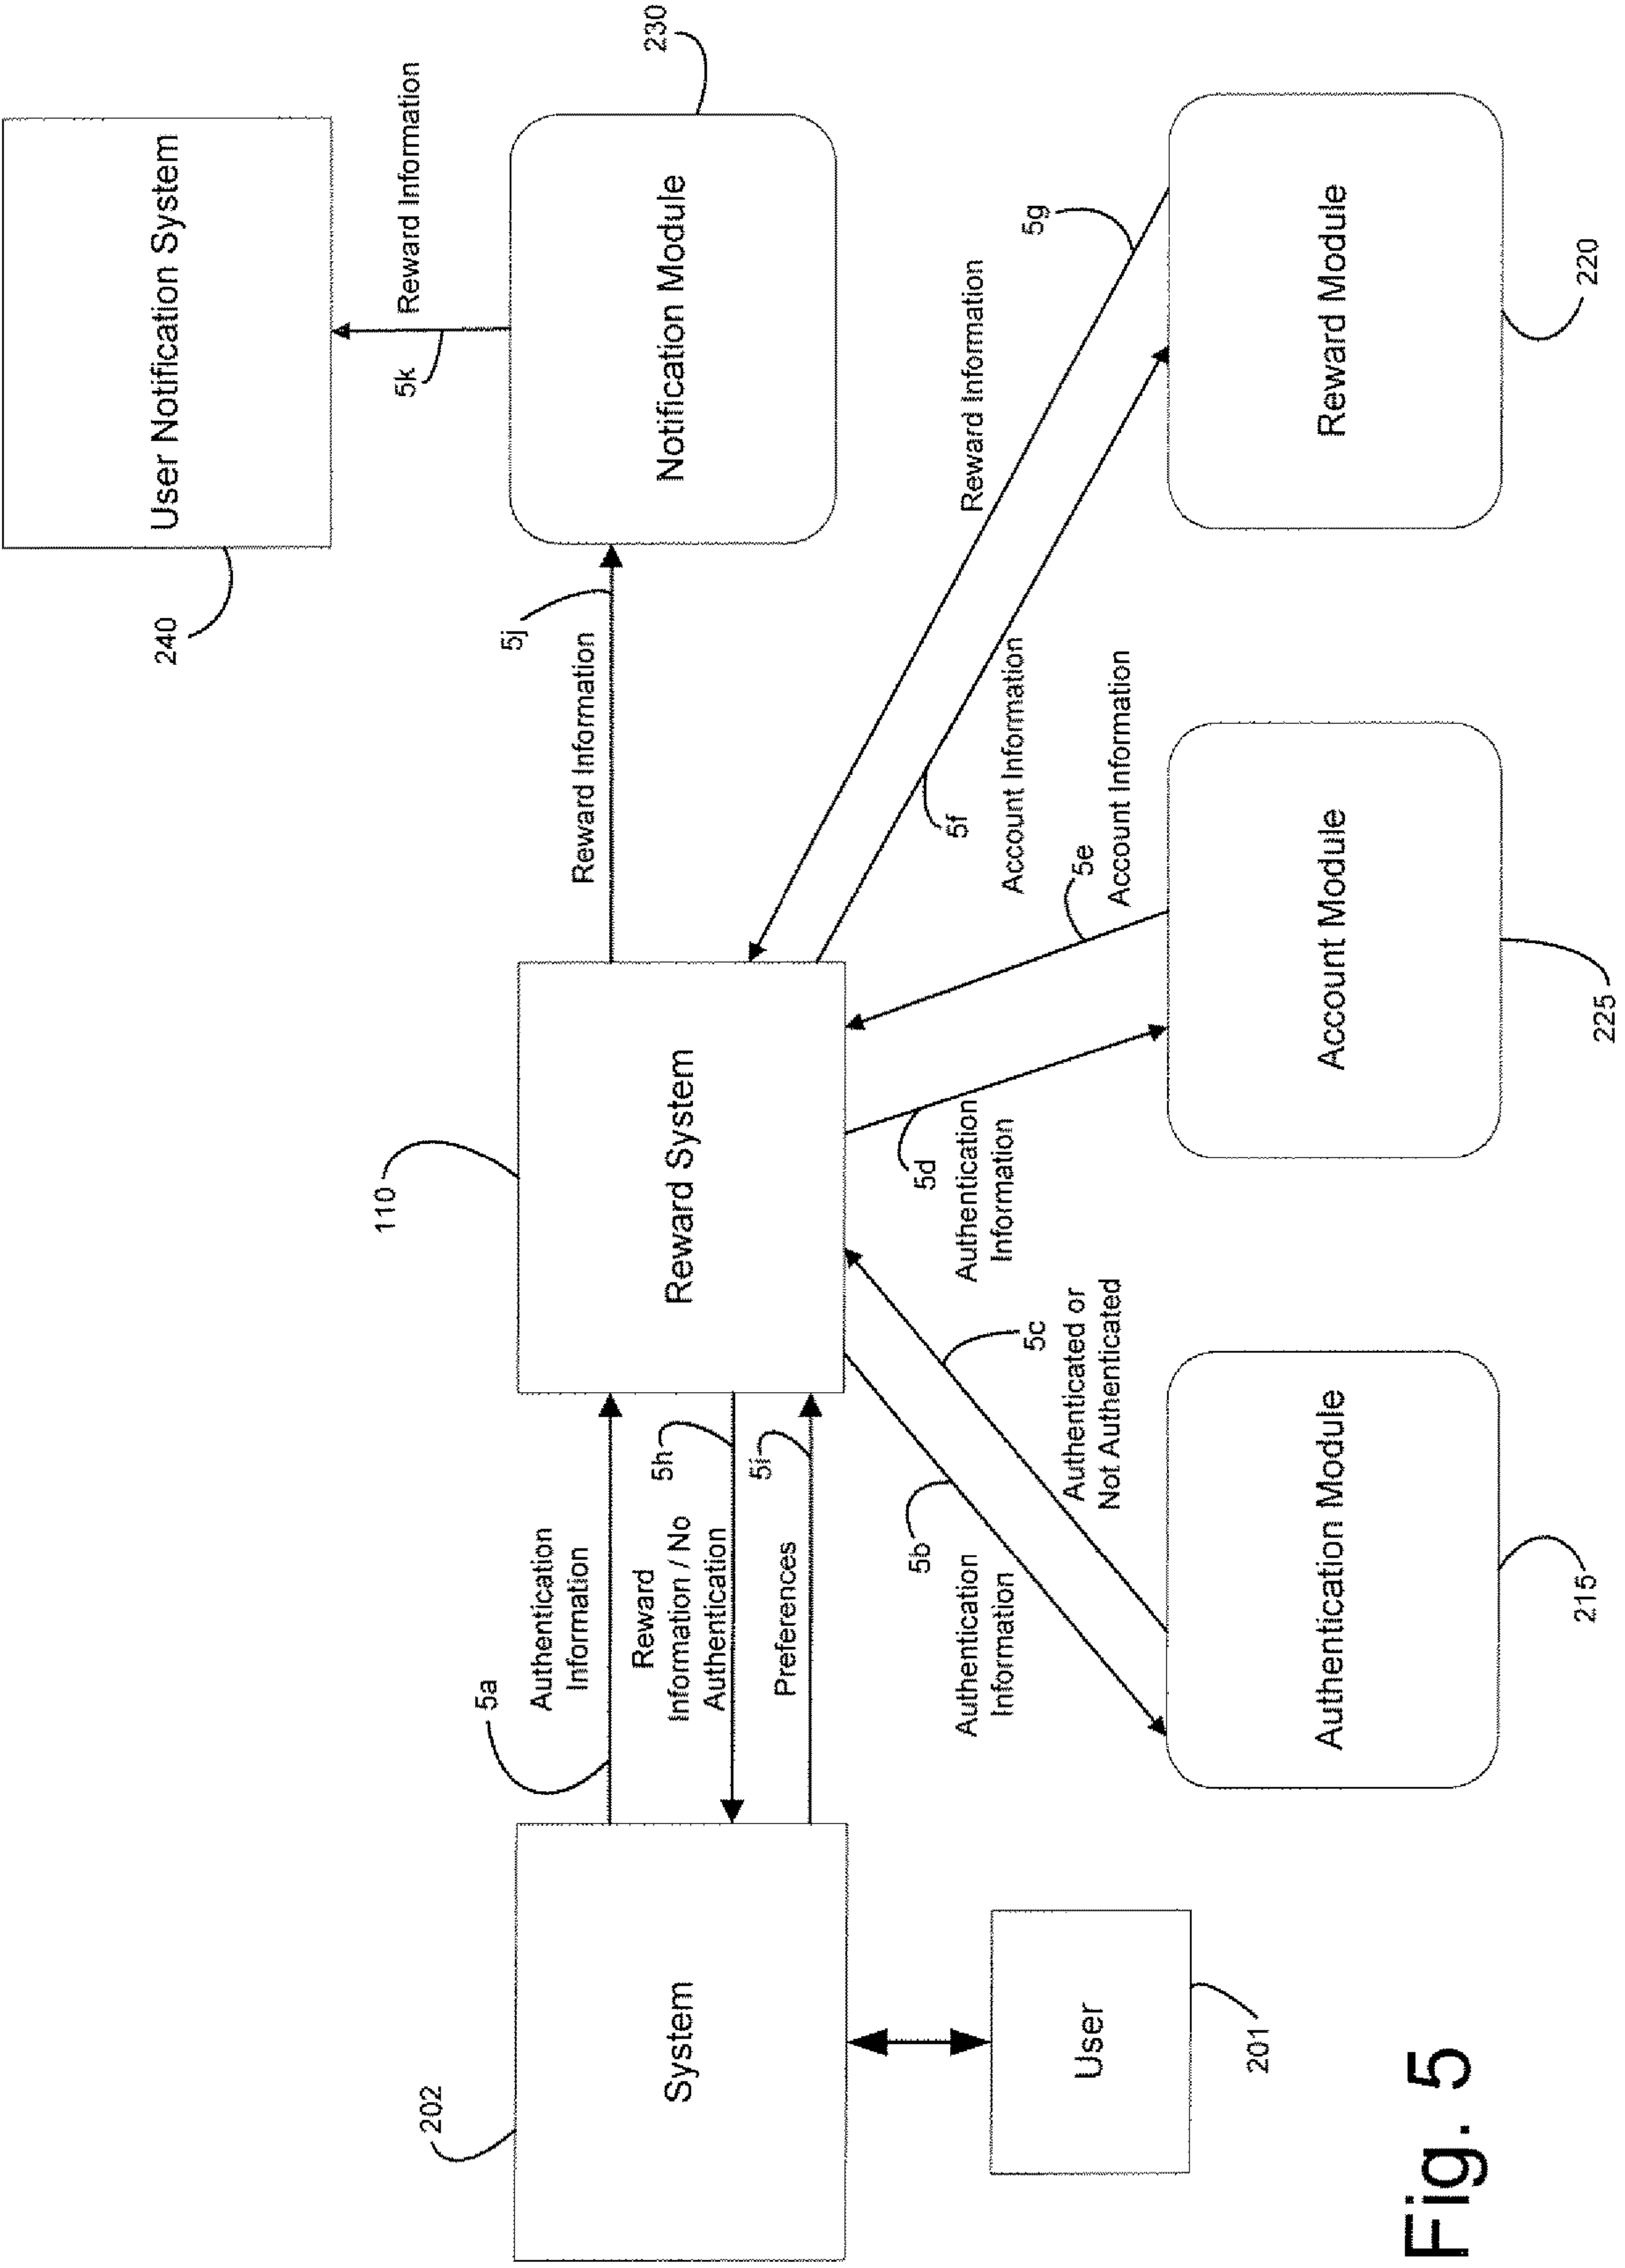 User Notification System
240
5k
Reward Information
110
Reward Information
5j
Notification Module
230
202
System
5a
Authentication
Information
Reward
Information / No
Authentication
5h
Preferences
5i
Reward System
User
201
Authentication
Information
5b
Authenticated or
Not Authenticated
5c
Authentication
Information
5d
5e
Account Information
Account Information
5f
Reward Information
5g
Authentication Module
215
Account Module
225
Reward Module
220
Fig. 5